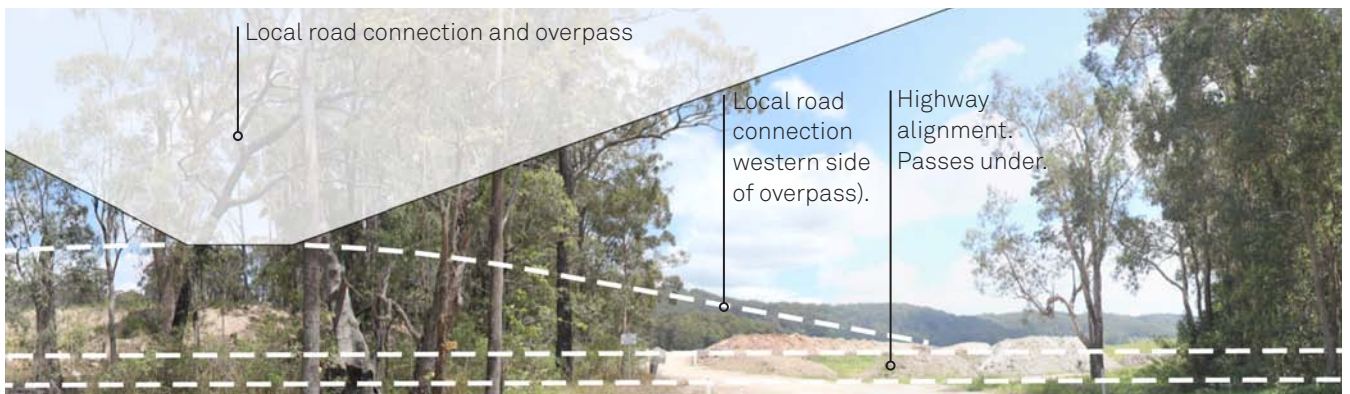 Local road connection and overpass
Local road
connection
western side
of overpass).
Highway
alignment.
Passes under.